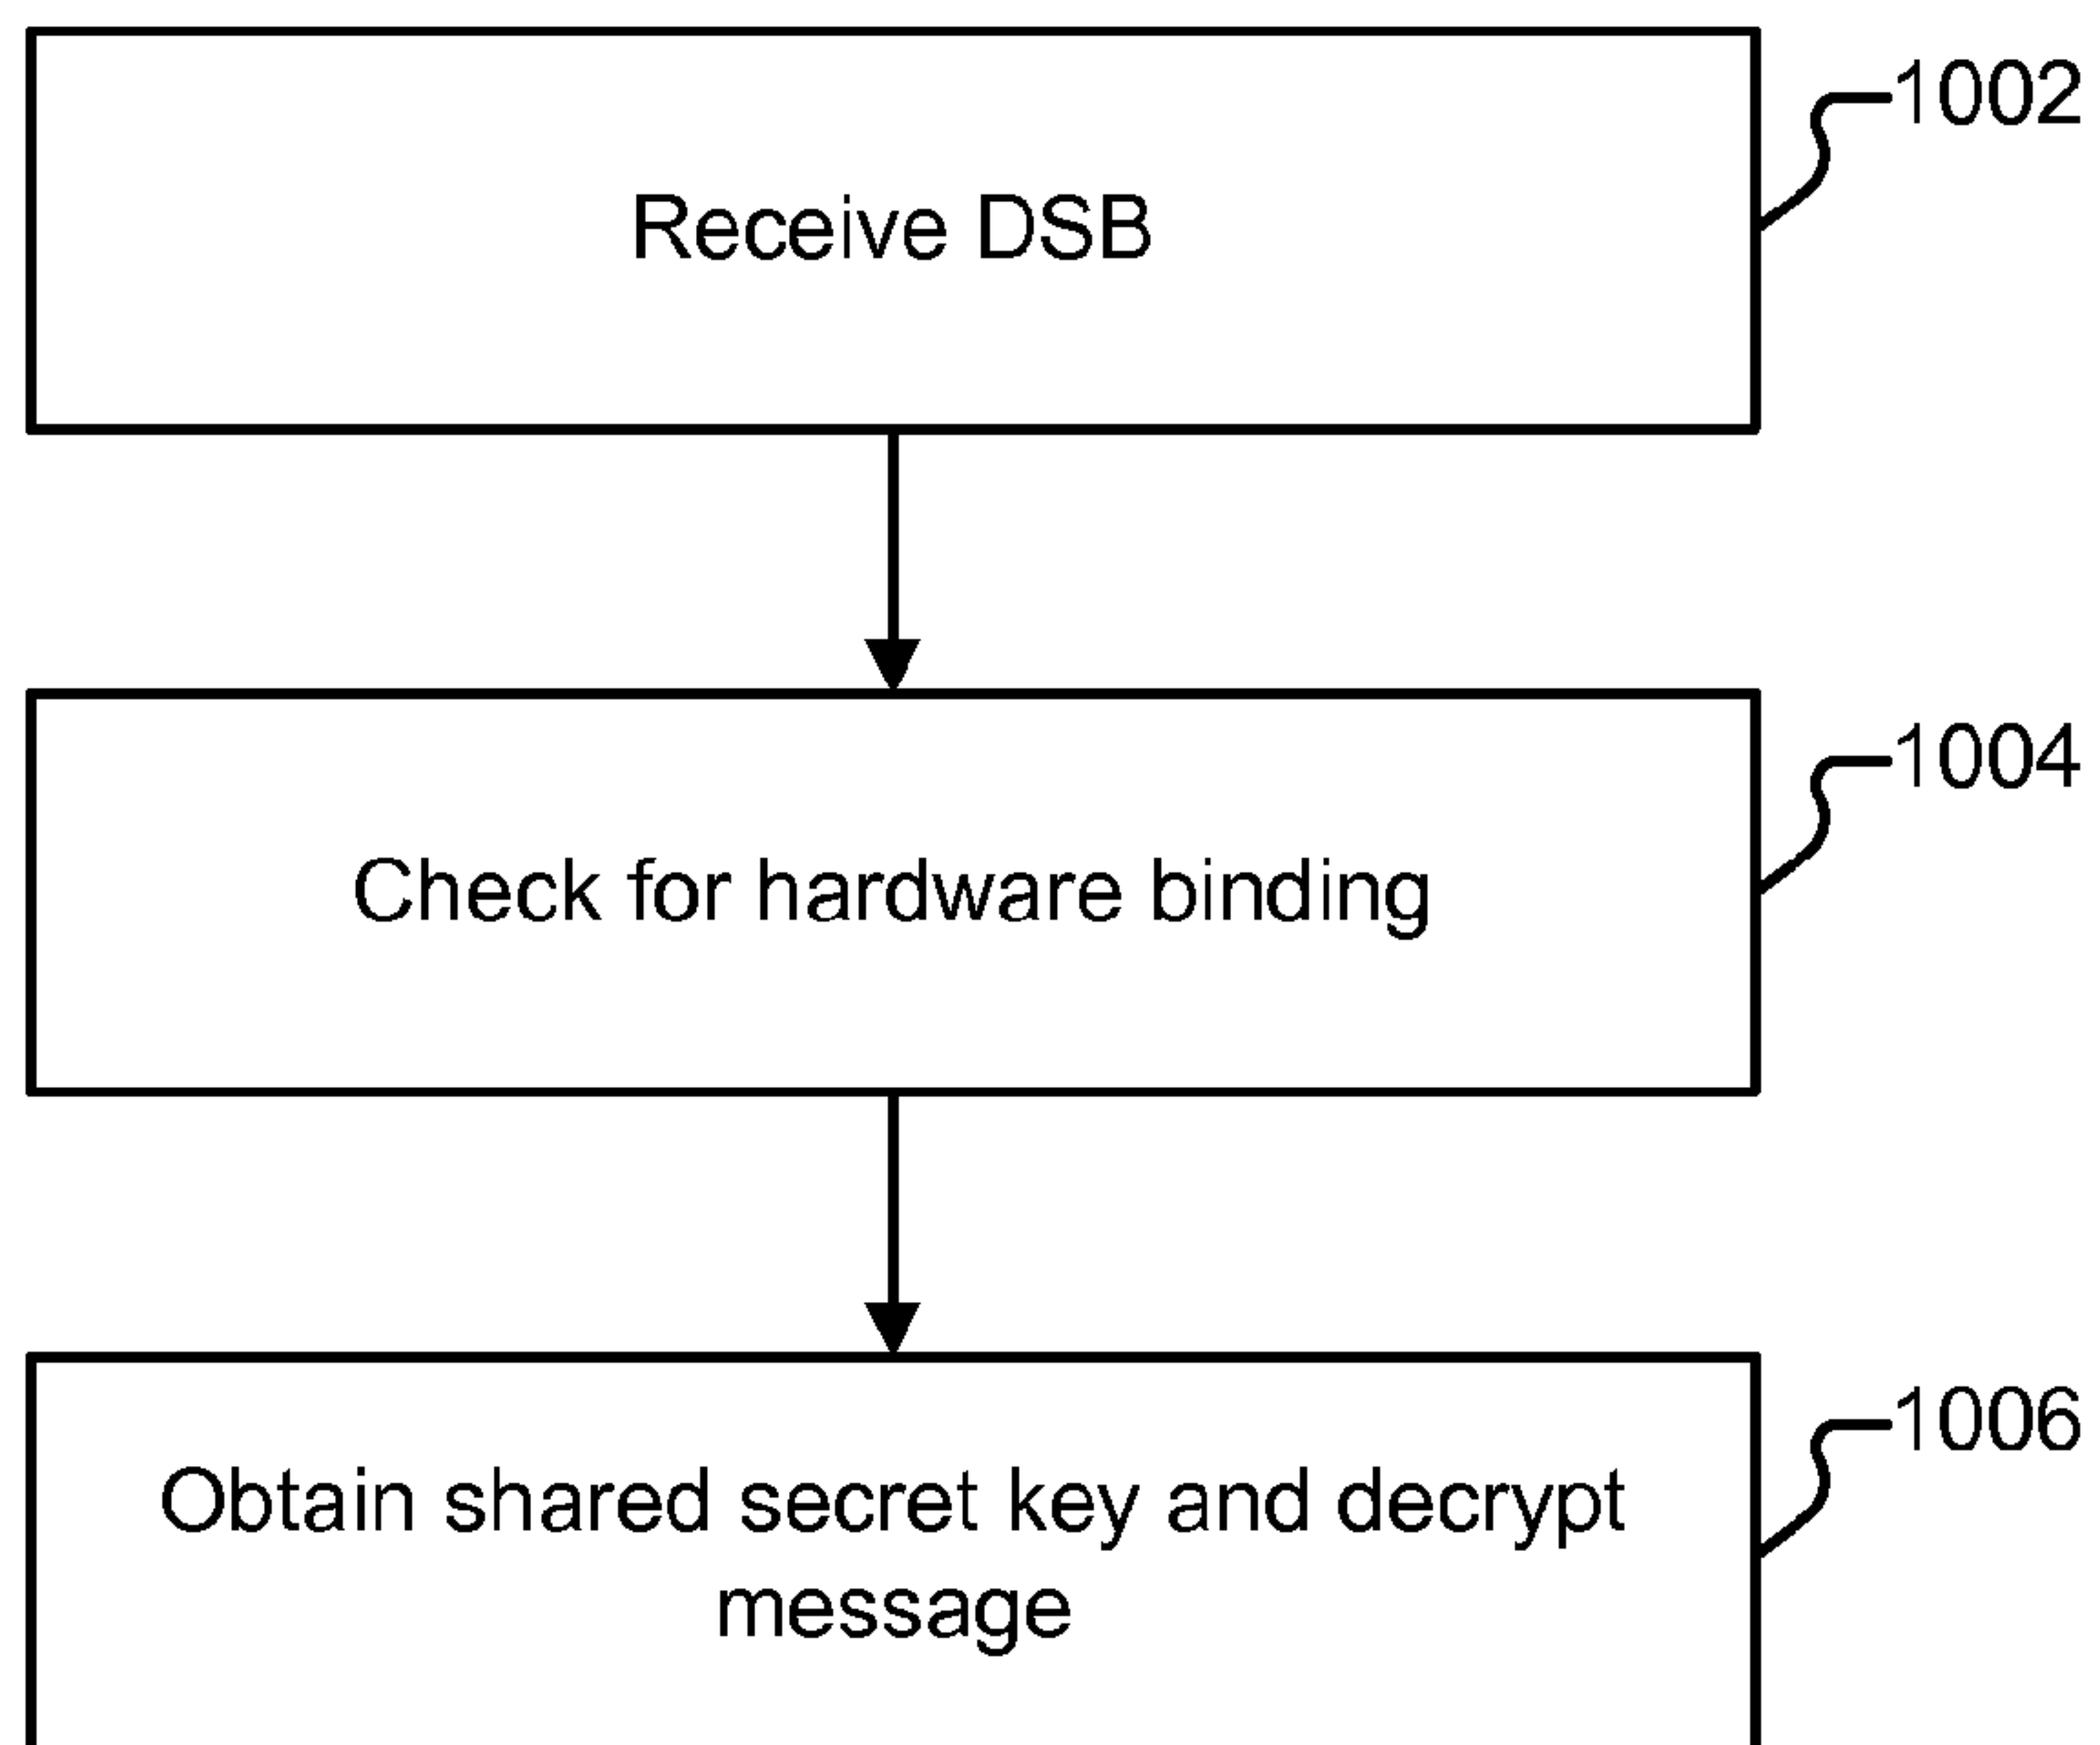 Receive DSB
1002
Check for hardware binding
1004
Obtain shared secret key and decrypt
message
1006